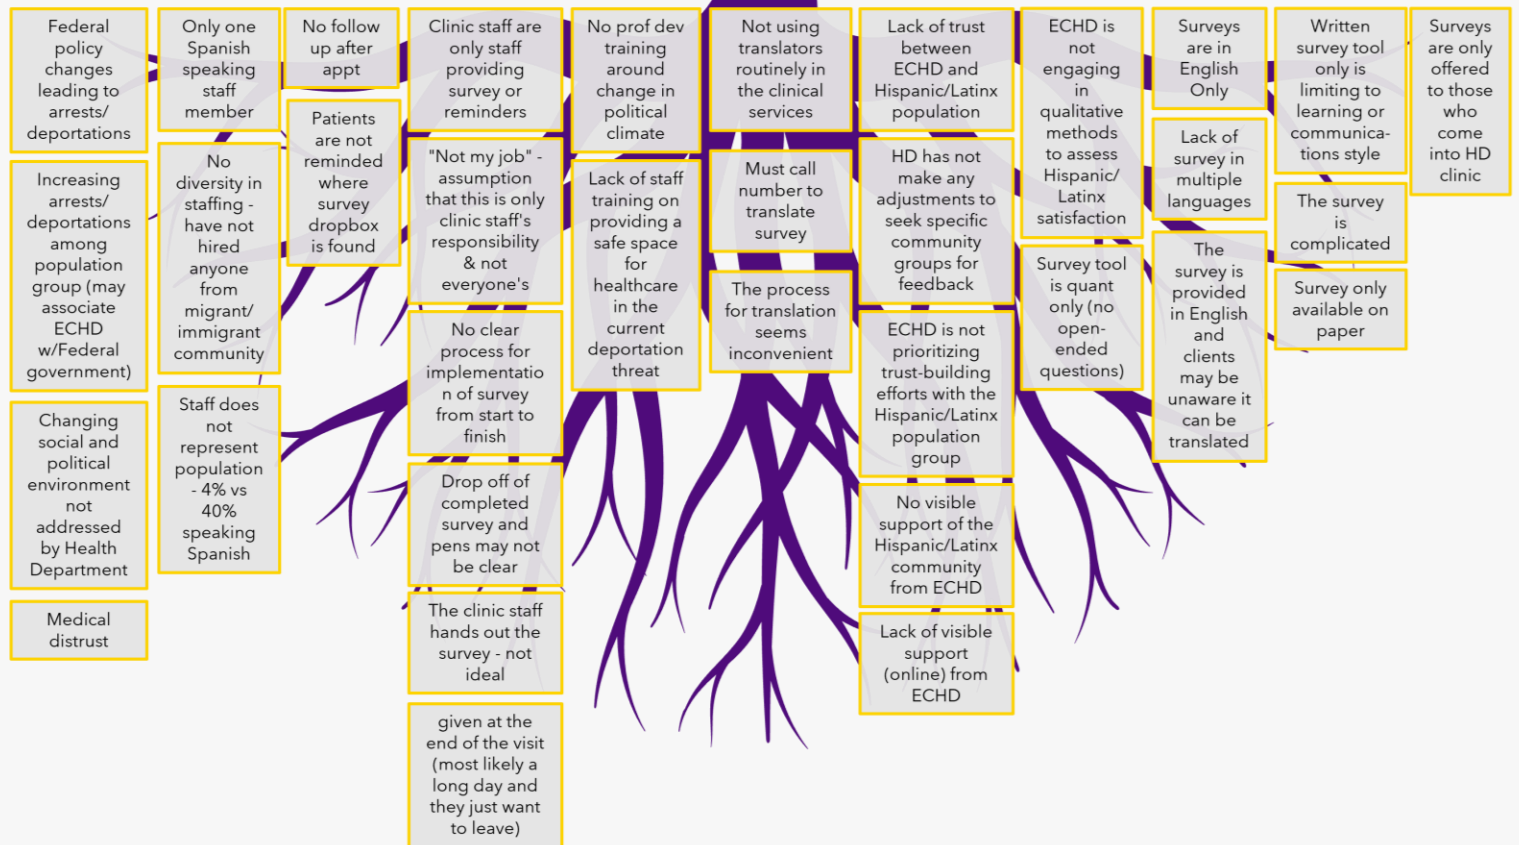 Federal
policy
changes
leading to
arrests/
deportations
Increasing
arrests/
deportations
among
population
group (may
associate
ECHD
w/Federal
government)
Changing
social and
political
environment
not
addressed
by Health
Department
Medical
distrust
Only one
Spanish
speaking
staff
member
No
diversity in
staffing -
have not
hired
anyone
from
migrant/
immigrant
community
Staff does
not
represent
population
- 4% vs
40%
speaking
Spanish
No follow
up after
appt
Patients
are not
reminded
where
survey
dropbox
is found
Clinic staff are
only staff
providing
survey or
reminders
"Not my job" -
assumption
that this is only
clinic staff's
responsibility
& not
everyone's
No clear
process for
implementatio
n of survey
from start to
finish
Drop off of
completed
survey and
pens may not
be clear
The clinic staff
hands out the
survey - not
ideal
given at the
end of the visit
(most likely a
long day and
they just want
to leave)
No prof dev
training
around
change in
political
climate
Lack of staff
training on
providing a
safe space
for
healthcare
in the
current
deportation
threat
Not using
translators
routinely in
the clinical
services
Must call
number to
translate
survey
The process
for translation
seems
inconvenient
Lack of trust
between
ECHD and
Hispanic/Latinx
population
HD has not
make any
adjustments to
seek specific
community
groups for
feedback
ECHD is not
prioritizing
trust-building
efforts with the
Hispanic/Latinx
population
group
No visible
support of the
Hispanic/Latinx
community
from ECHD
Lack of visible
support
(online) from
ECHD
ECHD is
not
engaging
in
qualitative
methods
to assess
Hispanic/
Latinx
satisfaction
Survey tool
is quant
only (no
open-
ended
questions)
Surveys
are in
English
Only
Lack of
survey in
multiple
languages
The
survey is
provided
in English
and
clients
may be
unaware it
can be
translated
Written
survey tool
only is
limiting to
learning or
communica-
tions style
The survey
is
complicated
Survey only
available on
paper
Surveys
are only
offered
to those
who
come
into HD
clinic